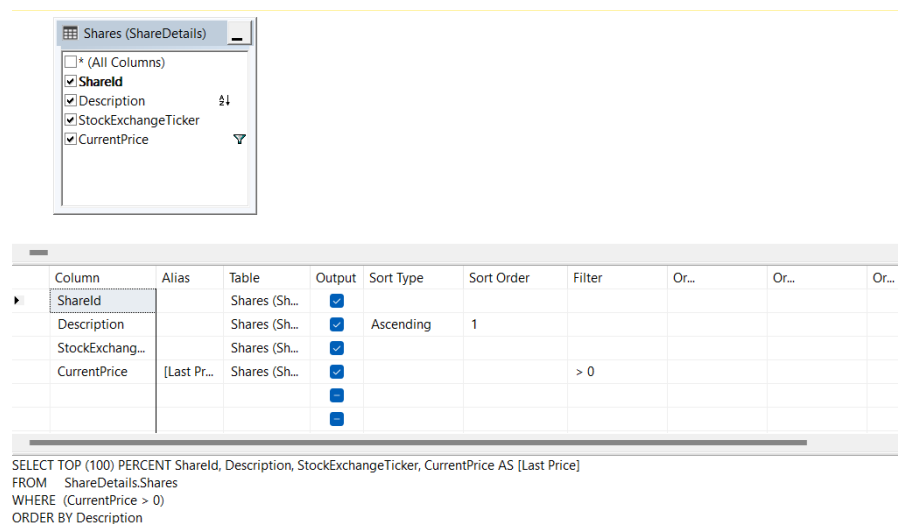 Shares (ShareDetails)
* (All Columns)
ShareId
Description
StockExchangeTicker
CurrentPrice
Column Alias Table Output Sort Type Sort Order Filter Or... Or... Or...
ShareId Shares (Sh...
Description Shares (Sh... Ascending 1
StockExchang... Shares (Sh...
CurrentPrice [Last Pr... Shares (Sh... > 0
SELECT TOP (100) PERCENT ShareId, Description, StockExchangeTicker, CurrentPrice AS [Last Price]
FROM ShareDetails.Shares
WHERE (CurrentPrice > 0)
ORDER BY Description